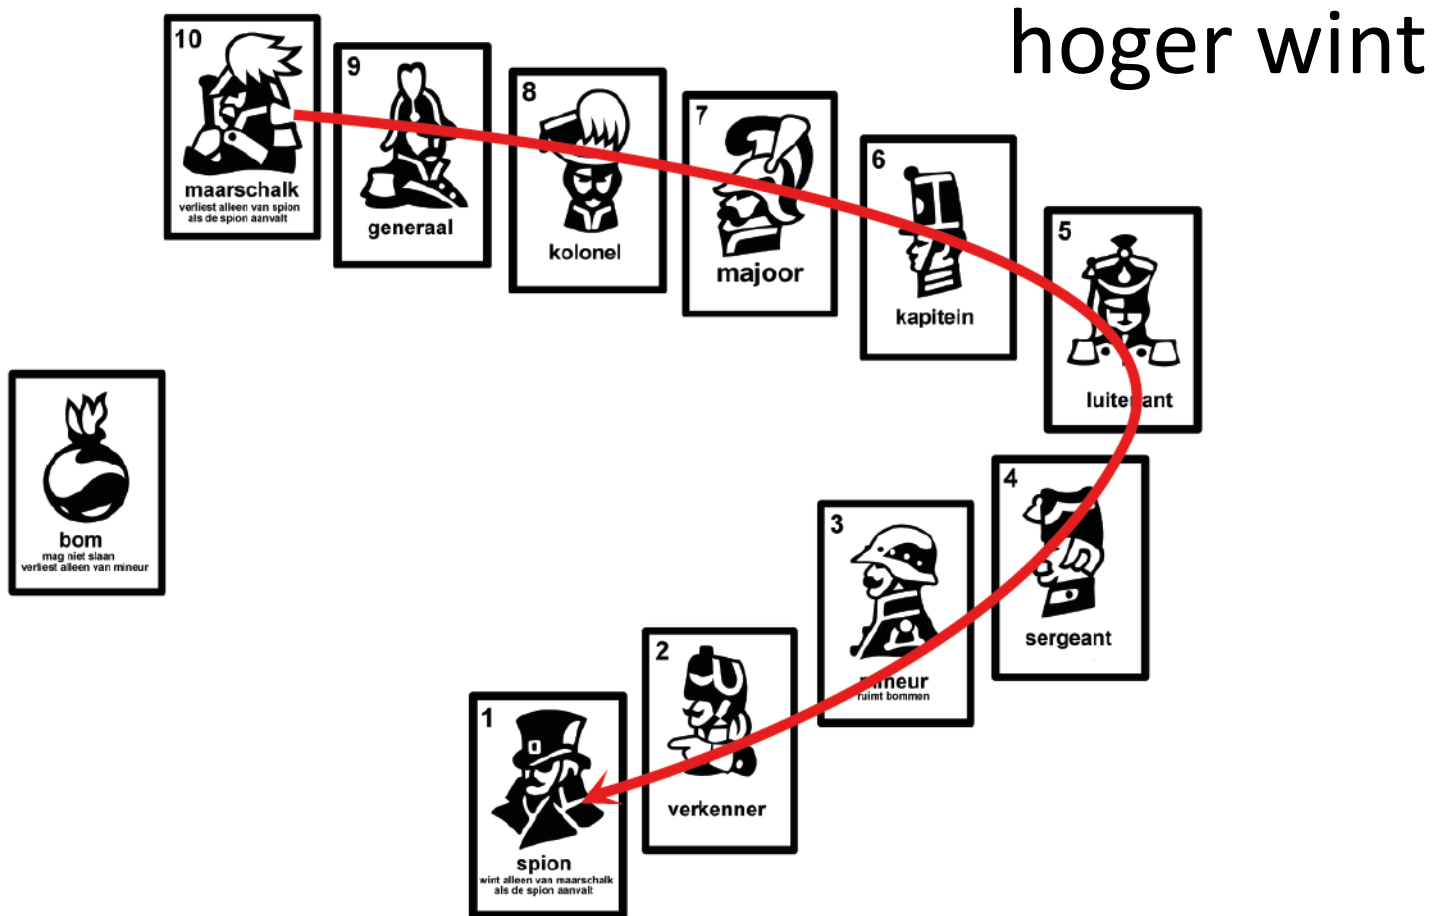 hoger wint
10
maarschalk
verliest alleen van spion
als de spion aanvalt
9
generaal
8
kolonel
7
majoor
6
kapitein
5
luitenant
4
sergeant
3
mineur
ruimt bommen
2
verkenner
1
spion
wint alleen van maarschalk
als de spion aanvalt
bom
mag niet slaan
verliest alleen van mineur